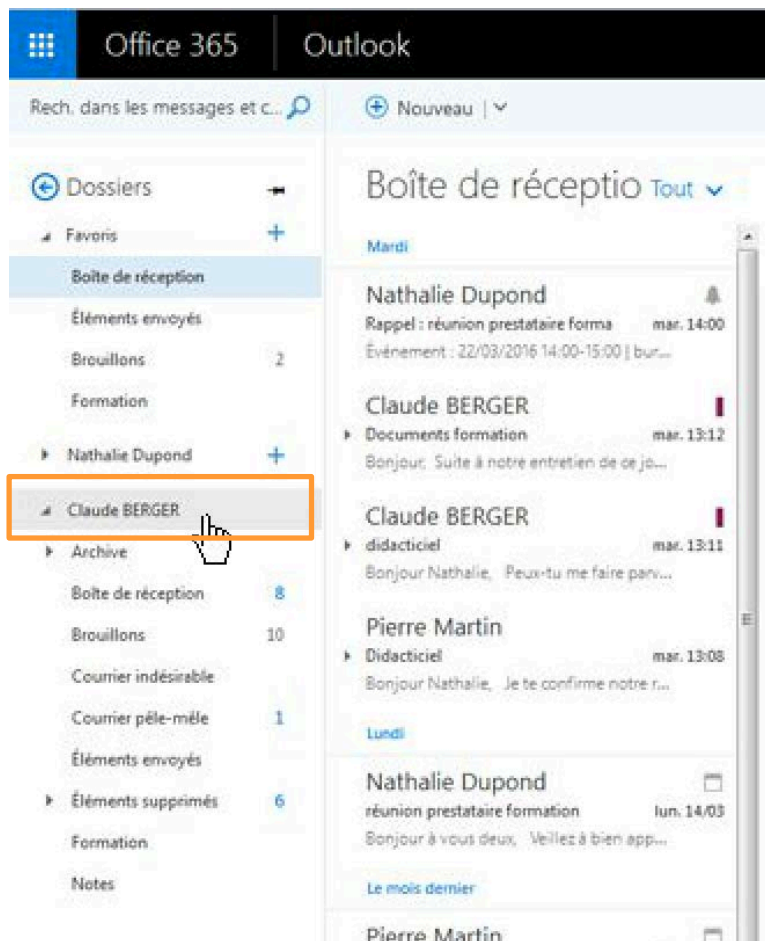 Office 365 Outlook
Rech. dans les messages et c... Nouveau
Dossiers
Favoris
Boîte de réception
Éléments envoyés
Brouillons 2
Formation
Nathalie Dupond
Claude BERGER
Archive
Boîte de réception 8
Brouillons 10
Courrier indésirable
Courrier pêle-mêle 1
Éléments envoyés
Éléments supprimés 6
Formation
Notes
Boîte de réceptio Tout
Mardi
Nathalie Dupond
Rappel : réunion prestataire forma mar. 14:00
Événement : 22/03/2016 14:00-15:00 | bur...
Claude BERGER
Documents formation mar. 13:12
Bonjour, Suite à notre entretien de ce jo...
Claude BERGER
didacticiel mar. 13:11
Bonjour Nathalie, Peux-tu me faire parv...
Pierre Martin
Didacticiel mar. 13:08
Bonjour Nathalie, Je te confirme notre r...
Lundi
Nathalie Dupond
réunion prestataire formation lun. 14/03
Bonjour à vous deux, Veillez à bien app...
Le mois dernier
Pierre Martin